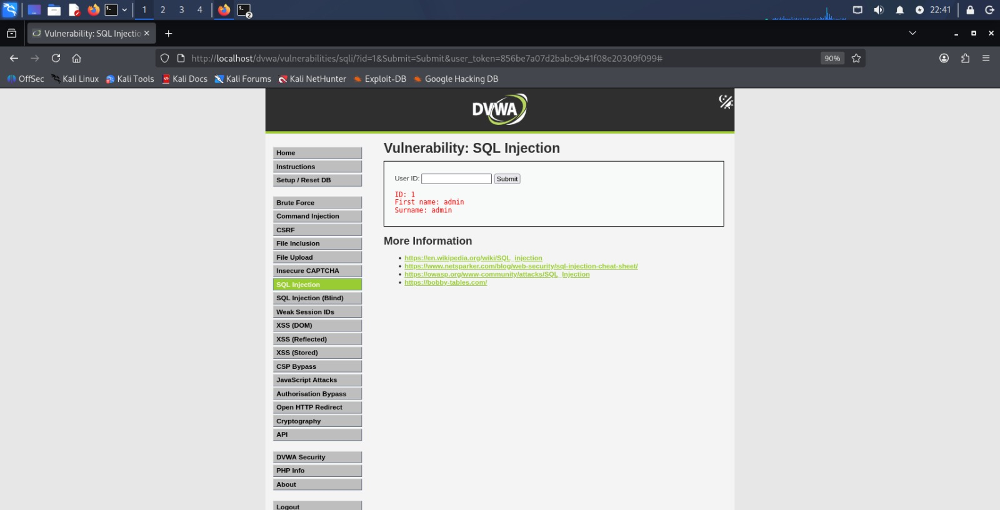 1 2 3 4 2 22:41
Vulnerability: SQL Injectio
http://localhost/dvwa/vulnerabilities/sqli/?id=1&Submit=Submit&user_token=856be7a07d2babc9b41f08e20309f099# 90%
OffSec Kali Linux Kali Tools Kali Docs Kali Forums Kali NetHunter Exploit-DB Google Hacking DB
DVWA
Home
Instructions
Setup / Reset DB
Brute Force
Command Injection
CSRF
File Inclusion
File Upload
Insecure CAPTCHA
SQL Injection
SQL Injection (Blind)
Weak Session IDs
XSS (DOM)
XSS (Reflected)
XSS (Stored)
CSP Bypass
JavaScript Attacks
Authorisation Bypass
Open HTTP Redirect
Cryptography
API
DVWA Security
PHP Info
About
Logout
Vulnerability: SQL Injection
User ID: Submit
ID: 1
First name: admin
Surname: admin
More Information
https://en.wikipedia.org/wiki/SQL_injection
https://www.netsparker.com/blog/web-security/sql-injection-cheat-sheet/
https://owasp.org/www-community/attacks/SQL_Injection
https://bobby-tables.com/